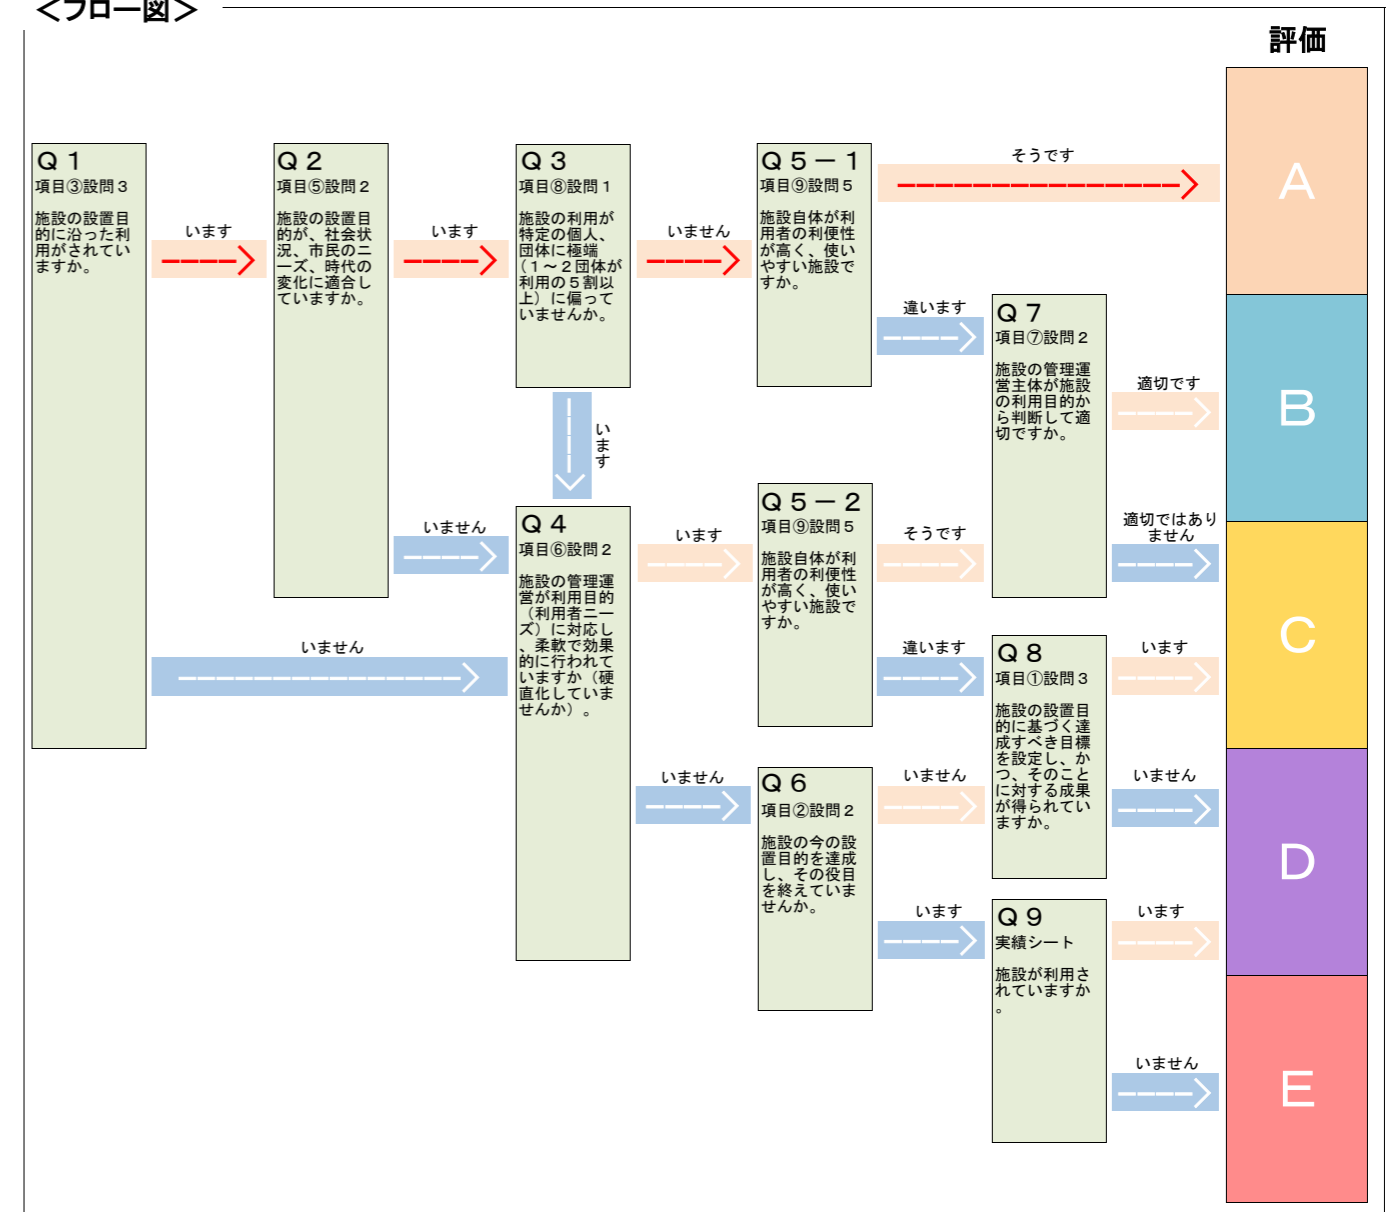 ＜フロー図＞
評価
Ｑ１
項目③設問３
施設の設置目
的に沿った利
用がされてい
ますか。
います
いません
Ｑ２
項目⑤設問２
施設の設置目
的が、社会状
況、市民のニ
ーズ、時代の
変化に適合し
ていますか。
います
いません
Ｑ３
項目⑧設問１
施設の利用が
特定の個人、
団体に極端
（１～２団体が
利用の５割以
上）に偏って
いませんか。
いません
います
Ｑ４
項目⑥設問２
施設の管理運
営が利用目的
（利用者ニー
ズ）に対応し
、柔軟で効果
的に行われて
いますか（硬
直化していま
せんか）。
います
いません
Ｑ５－１
項目⑨設問５
施設自体が利
用者の利便性
が高く、使い
やすい施設で
すか。
そうです
違います
Ｑ５－２
項目⑨設問５
施設自体が利
用者の利便性
が高く、使い
やすい施設で
すか。
そうです
違います
Ｑ６
項目②設問２
施設の今の設
置目的を達成
し、その役目
を終えていま
せんか。
いません
います
Ｑ７
項目⑦設問２
施設の管理運
営主体が施設
の利用目的か
ら判断して適
切ですか。
適切です
適切ではあり
ません
Ｑ８
項目①設問３
施設の設置目
的に基づく達
成すべき目標
を設定し、か
つ、そのこと
に対する成果
が得られてい
ますか。
います
いません
Ｑ９
実績シート
施設が利用さ
れていますか
。
います
いません
Ａ
Ｂ
Ｃ
Ｄ
Ｅ